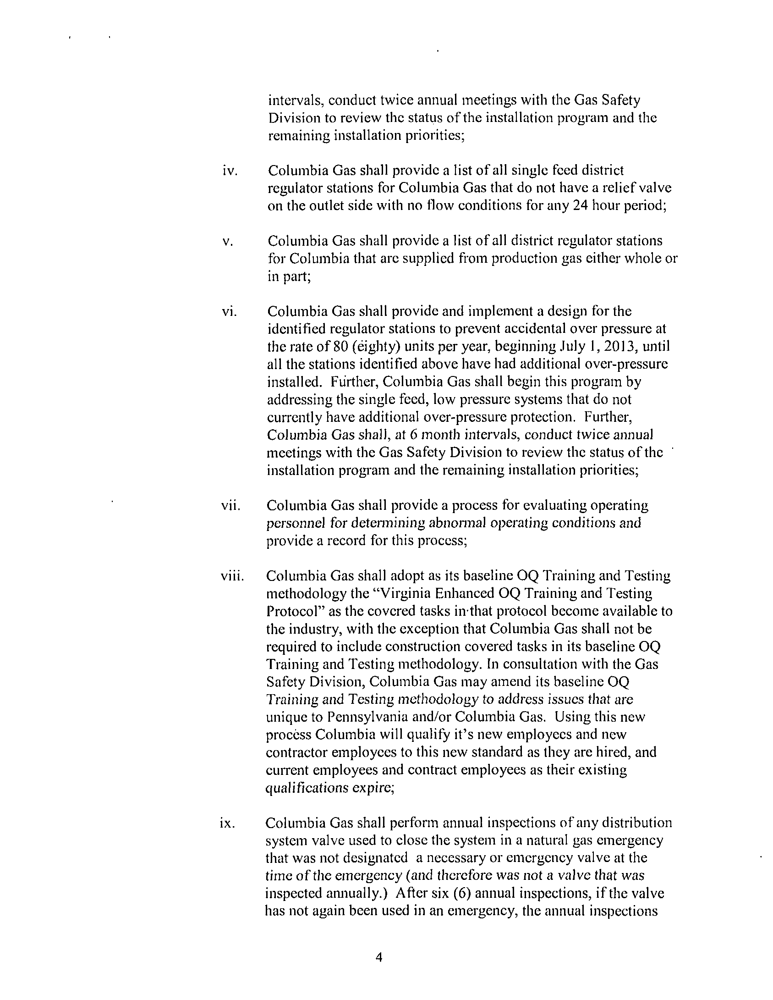 intervals, conduct twice annual meetings with the Gas Safety
Division to review the status of the installation program and the
remaining installation priorities;
iv. Columbia Gas shall provide a list of all single feed district
regulator stations for Columbia Gas that do not have a relief valve
on the outlet side with no flow conditions for any 24 hour period;
v. Columbia Gas shall provide a list of all district regulator stations
for Columbia that are supplied from production gas either whole or
in part;
vi. Columbia Gas shall provide and implement a design for the
identified regulator stations to prevent accidental over pressure at
the rate of 80 (eighty) units per year, beginning July 1, 2013, until
all the stations identified above have had additional over-pressure
installed. Further, Columbia Gas shall begin this program by
addressing the single feed, low pressure systems that do not
currently have additional over-pressure protection. Further,
Columbia Gas shall, at 6 month intervals, conduct twice annual
meetings with the Gas Safety Division to review the status of the
installation program and the remaining installation priorities;
vii. Columbia Gas shall provide a process for evaluating operating
personnel for determining abnormal operating conditions and
provide a record for this process;
viii. Columbia Gas shall adopt as its baseline OQ Training and Testing
methodology the “Virginia Enhanced OQ Training and Testing
Protocol” as the covered tasks in that protocol become available to
the industry, with the exception that Columbia Gas shall not be
required to include construction covered tasks in its baseline OQ
Training and Testing methodology. In consultation with the Gas
Safety Division, Columbia Gas may amend its baseline OQ
Training and Testing methodology to address issues that are
unique to Pennsylvania and/or Columbia Gas. Using this new
process Columbia will qualify it’s new employees and new
contractor employees to this new standard as they are hired, and
current employees and contract employees as their existing
qualifications expire;
ix. Columbia Gas shall perform annual inspections of any distribution
system valve used to close the system in a natural gas emergency
that was not designated a necessary or emergency valve at the
time of the emergency (and therefore was not a valve that was
inspected annually.) After six (6) annual inspections, if the valve
has not again been used in an emergency, the annual inspections
4